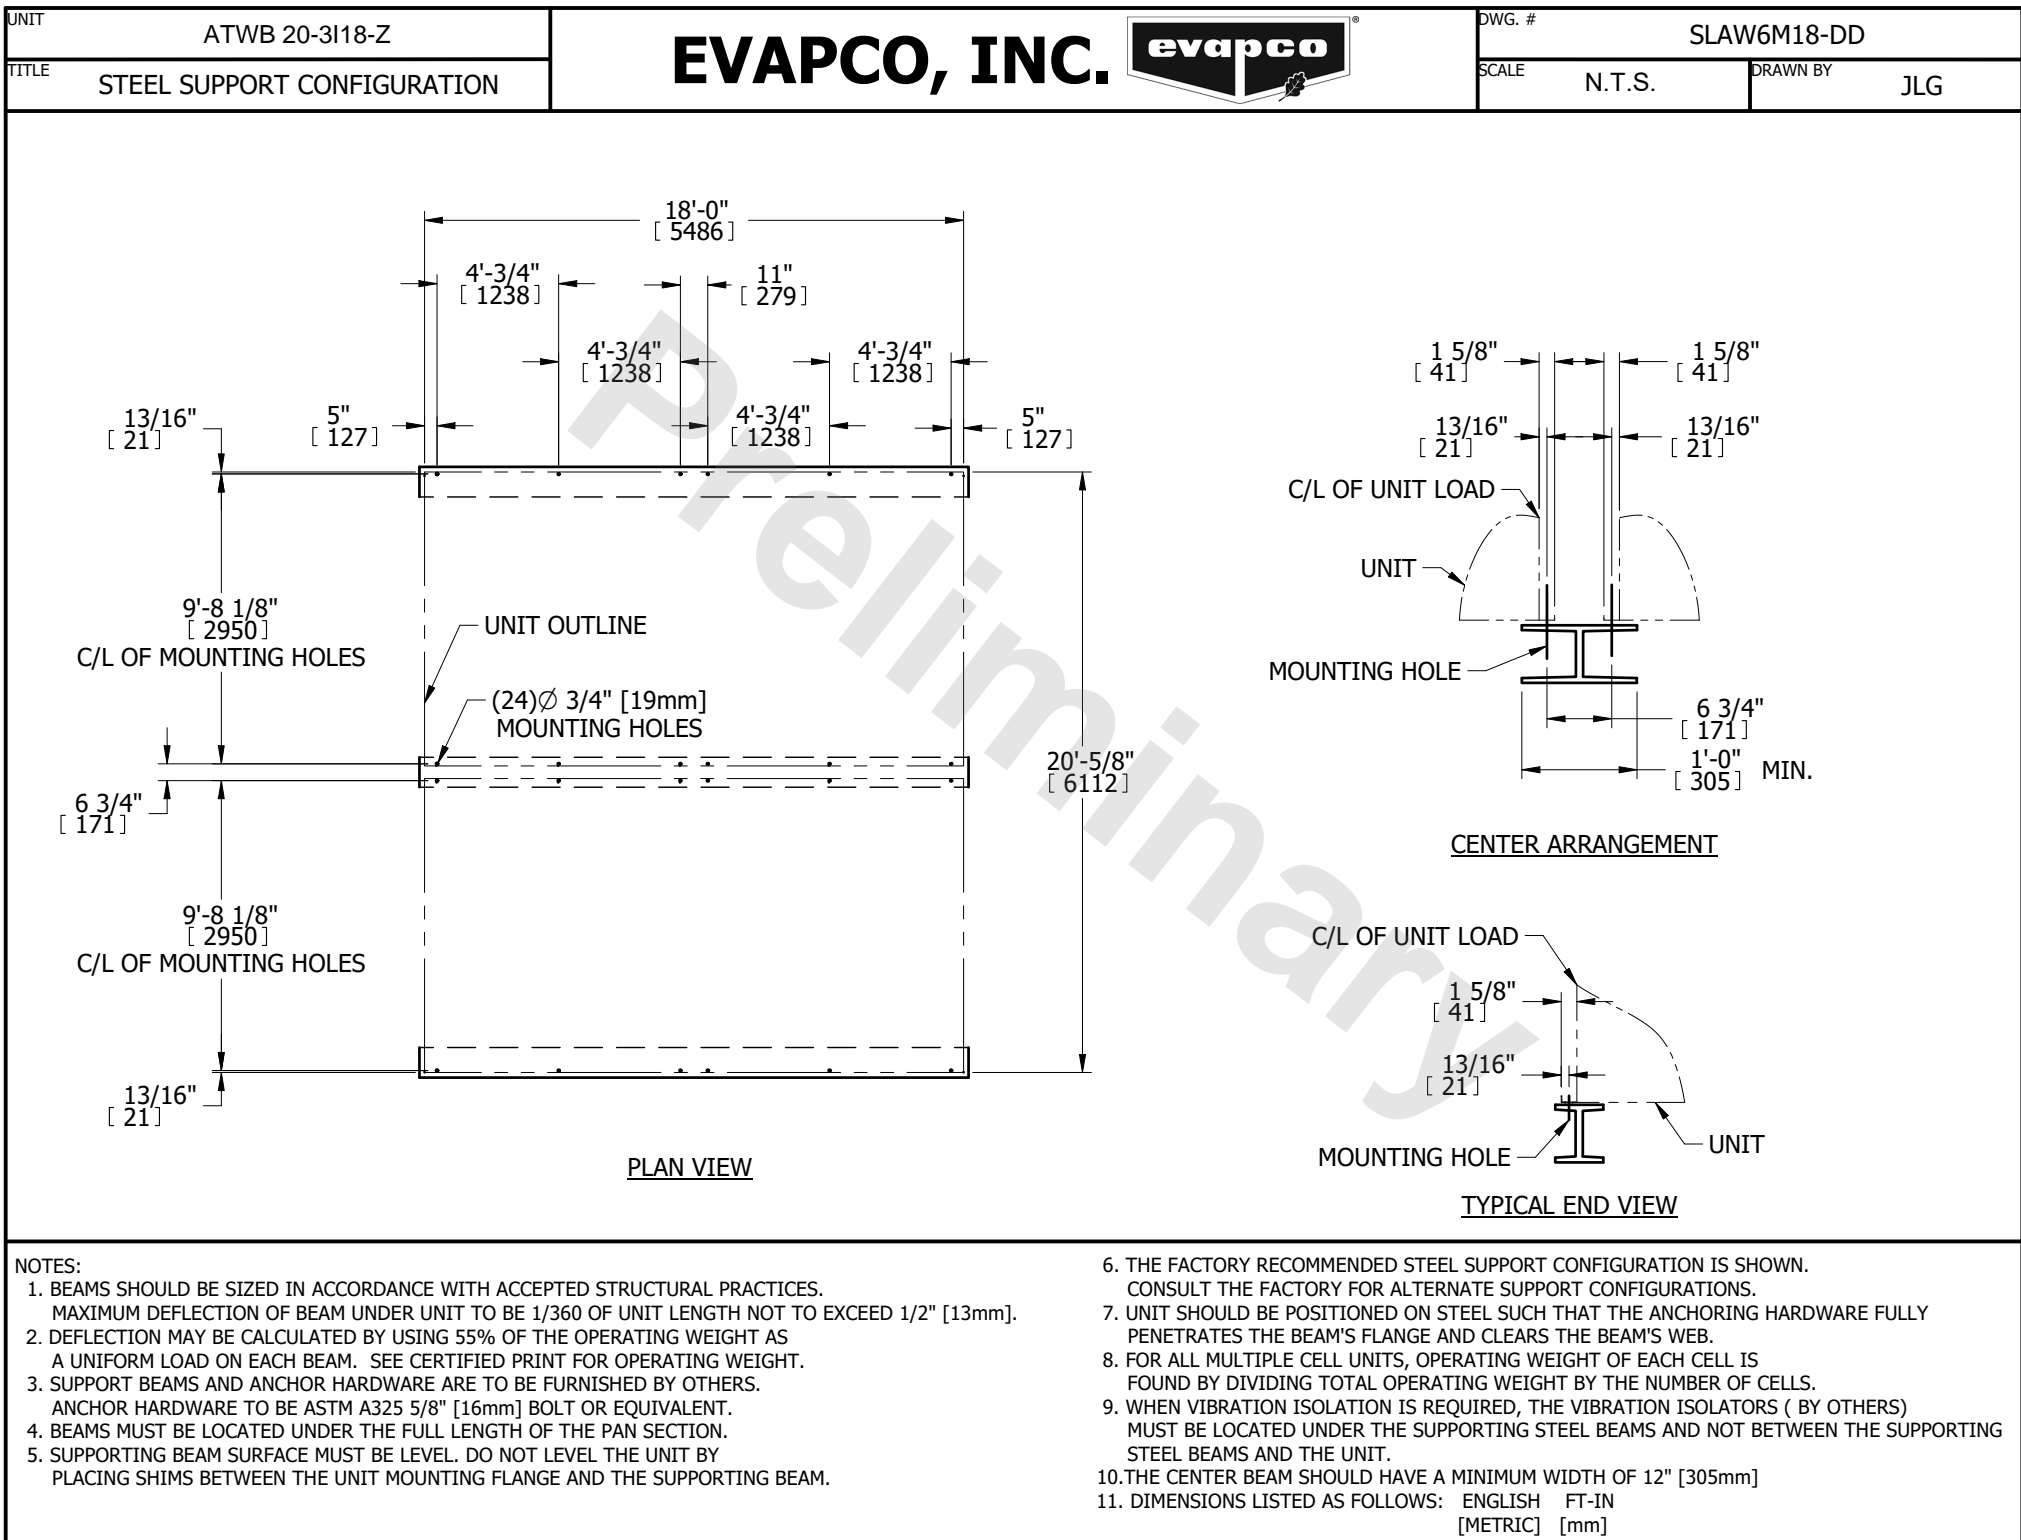 UNIT
ATWB 20-3I18-Z
TITLE
STEEL SUPPORT CONFIGURATION
EVAPCO, INC.
evapco
®
DWG. #
SLAW6M18-DD
SCALE
N.T.S.
DRAWN BY
JLG
18'-0"
[ 5486 ]
4'-3/4"
[ 1238 ]
11"
[ 279 ]
4'-3/4"
[ 1238 ]
4'-3/4"
[ 1238 ]
13/16"
[ 21 ]
5"
[ 127 ]
4'-3/4"
[ 1238 ]
5"
[ 127 ]
9'-8 1/8"
[ 2950 ]
C/L OF MOUNTING HOLES
UNIT OUTLINE
(24)Ø 3/4" [19mm]
MOUNTING HOLES
6 3/4"
[ 171 ]
20'-5/8"
[ 6112 ]
9'-8 1/8"
[ 2950 ]
C/L OF MOUNTING HOLES
13/16"
[ 21 ]
PLAN VIEW
1 5/8"
[ 41 ]
1 5/8"
[ 41 ]
13/16"
[ 21 ]
13/16"
[ 21 ]
C/L OF UNIT LOAD
UNIT
MOUNTING HOLE
6 3/4"
[ 171 ]
1'-0"
[ 305 ] MIN.
CENTER ARRANGEMENT
C/L OF UNIT LOAD
1 5/8"
[ 41 ]
13/16"
[ 21 ]
MOUNTING HOLE
UNIT
TYPICAL END VIEW
Preliminary
NOTES:
1. BEAMS SHOULD BE SIZED IN ACCORDANCE WITH ACCEPTED STRUCTURAL PRACTICES.
MAXIMUM DEFLECTION OF BEAM UNDER UNIT TO BE 1/360 OF UNIT LENGTH NOT TO EXCEED 1/2" [13mm].
2. DEFLECTION MAY BE CALCULATED BY USING 55% OF THE OPERATING WEIGHT AS
A UNIFORM LOAD ON EACH BEAM. SEE CERTIFIED PRINT FOR OPERATING WEIGHT.
3. SUPPORT BEAMS AND ANCHOR HARDWARE ARE TO BE FURNISHED BY OTHERS.
ANCHOR HARDWARE TO BE ASTM A325 5/8" [16mm] BOLT OR EQUIVALENT.
4. BEAMS MUST BE LOCATED UNDER THE FULL LENGTH OF THE PAN SECTION.
5. SUPPORTING BEAM SURFACE MUST BE LEVEL. DO NOT LEVEL THE UNIT BY
PLACING SHIMS BETWEEN THE UNIT MOUNTING FLANGE AND THE SUPPORTING BEAM.
6. THE FACTORY RECOMMENDED STEEL SUPPORT CONFIGURATION IS SHOWN.
CONSULT THE FACTORY FOR ALTERNATE SUPPORT CONFIGURATIONS.
7. UNIT SHOULD BE POSITIONED ON STEEL SUCH THAT THE ANCHORING HARDWARE FULLY
PENETRATES THE BEAM'S FLANGE AND CLEARS THE BEAM'S WEB.
8. FOR ALL MULTIPLE CELL UNITS, OPERATING WEIGHT OF EACH CELL IS
FOUND BY DIVIDING TOTAL OPERATING WEIGHT BY THE NUMBER OF CELLS.
9. WHEN VIBRATION ISOLATION IS REQUIRED, THE VIBRATION ISOLATORS ( BY OTHERS)
MUST BE LOCATED UNDER THE SUPPORTING STEEL BEAMS AND NOT BETWEEN THE SUPPORTING
STEEL BEAMS AND THE UNIT.
10.THE CENTER BEAM SHOULD HAVE A MINIMUM WIDTH OF 12" [305mm]
11. DIMENSIONS LISTED AS FOLLOWS: ENGLISH FT-IN
[METRIC] [mm]